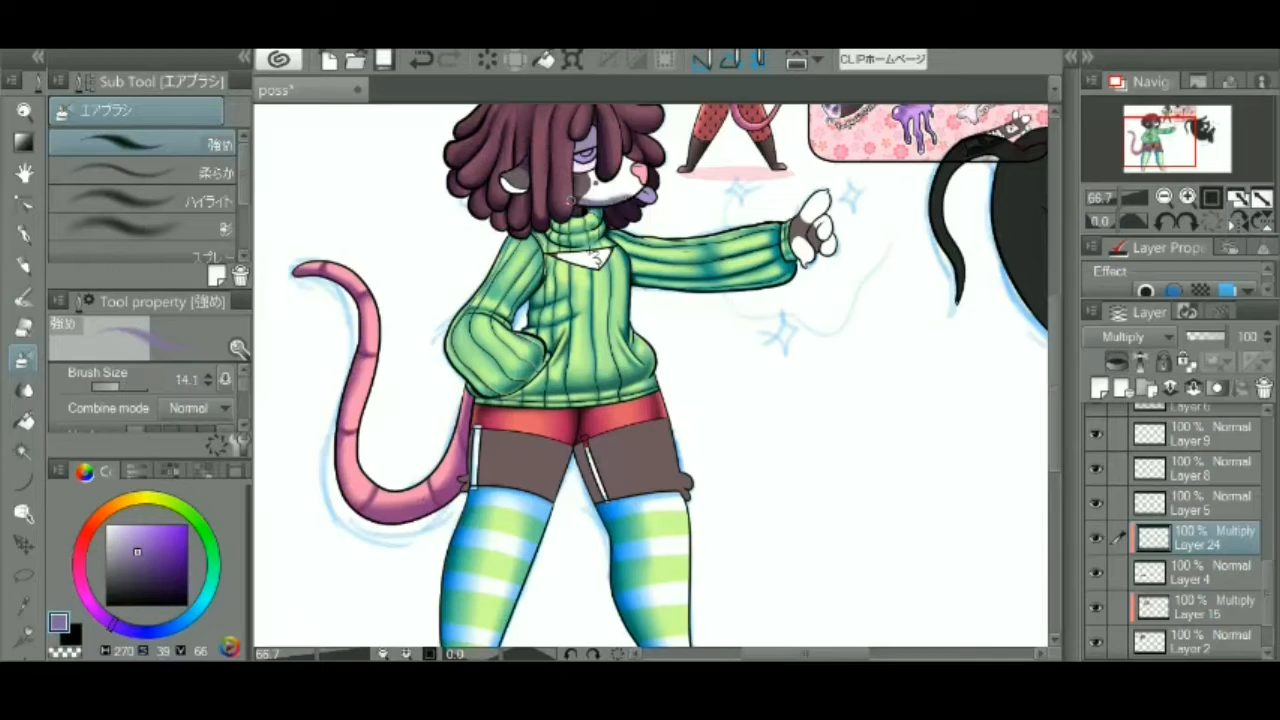 CLIPホームページ
Sub Tool [エアブラシ]
poss*
Navig
エアブラシ
強め
柔らか
ハイライト
影
スプレー
66.7
0.0
Layer Prope
Effect
Tool property [強め]
強め
Layer
Multiply 100
Brush Size
14.1
Combine mode Normal
Layer 6
100 % Normal
Layer 9
100 % Normal
Layer 8
100 % Normal
Layer 5
100 % Multiply
Layer 24
100 % Normal
Layer 4
100 % Multiply
Layer 15
100 % Normal
Layer 2
H 270 S 39 V 66
66.7 0.0